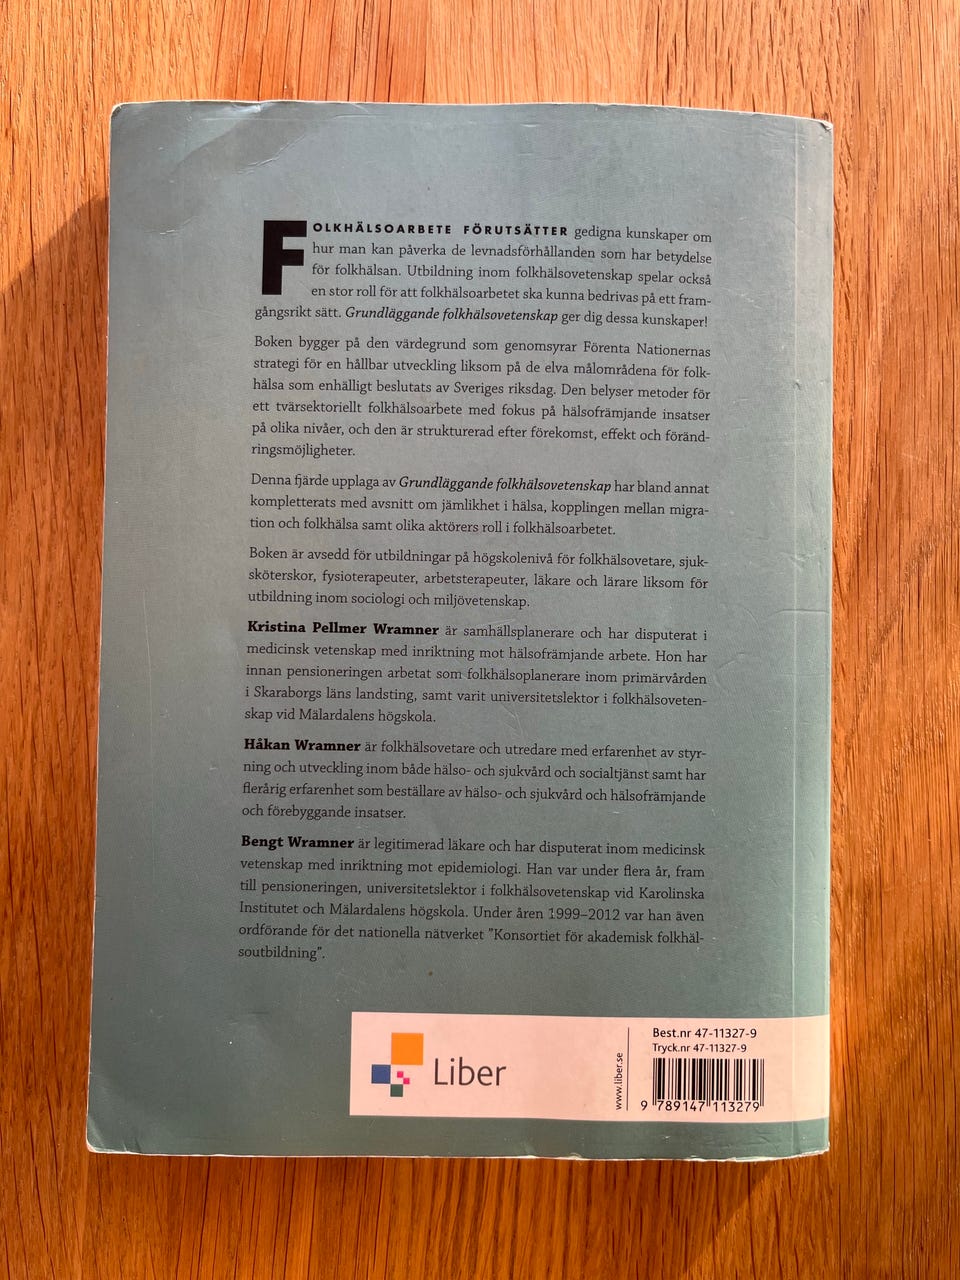 FOLKHÄLSOARBETE FÖRUTSÄTTER gedigna kunskaper om
hur man kan påverka de levnadsförhållanden som har betydelse
för folkhälsan. Utbildning inom folkhälsovetenskap spelar också
en stor roll för att folkhälsoarbetet ska kunna bedrivas på ett fram-
gångsrikt sätt. Grundläggande folkhälsovetenskap ger dig dessa kunskaper!
Boken bygger på den värdegrund som genomsyrar Förenta Nationernas
strategi för en hållbar utveckling liksom på de elva målområdena för folk-
hälsa som enhälligt beslutats av Sveriges riksdag. Den belyser metoder för
ett tvärsektoriellt folkhälsoarbete med fokus på hälsofrämjande insatser
på olika nivåer, och den är strukturerad efter förekomst, effekt och föränd-
ringsmöjligheter.
Denna fjärde upplaga av Grundläggande folkhälsovetenskap har bland annat
kompletterats med avsnitt om jämlikhet i hälsa, kopplingen mellan migra-
tion och folkhälsa samt olika aktörers roll i folkhälsoarbetet.
Boken är avsedd för utbildningar på högskolenivå för folkhälsovetare, sjuk-
sköterskor, fysioterapeuter, arbetsterapeuter, läkare och lärare liksom för
utbildning inom sociologi och miljövetenskap.
Kristina Pellmer Wramner är samhällsplanerare och har disputerat i
medicinsk vetenskap med inriktning mot hälsofrämjande arbete. Hon har
innan pensioneringen arbetat som folkhälsoplanerare inom primärvården
i Skaraborgs läns landsting, samt varit universitetslektor i folkhälsoveten-
skap vid Mälardalens högskola.
Håkan Wramner är folkhälsovetare och utredare med erfarenhet av styr-
ning och utveckling inom både hälso- och sjukvård och socialtjänst samt har
flerårig erfarenhet som beställare av hälso- och sjukvård och hälsofrämjande
och förebyggande insatser.
Bengt Wramner är legitimerad läkare och har disputerat inom medicinsk
vetenskap med inriktning mot epidemiologi. Han var under flera år, fram
till pensioneringen, universitetslektor i folkhälsovetenskap vid Karolinska
Institutet och Mälardalens högskola. Under åren 1999–2012 var han även
ordförande för det nationella nätverket "Konsortiet för akademisk folkhäl-
soutbildning".
Liber
www.liber.se
Best.nr 47-11327-9
Tryck.nr 47-11327-9
9 789147 113279